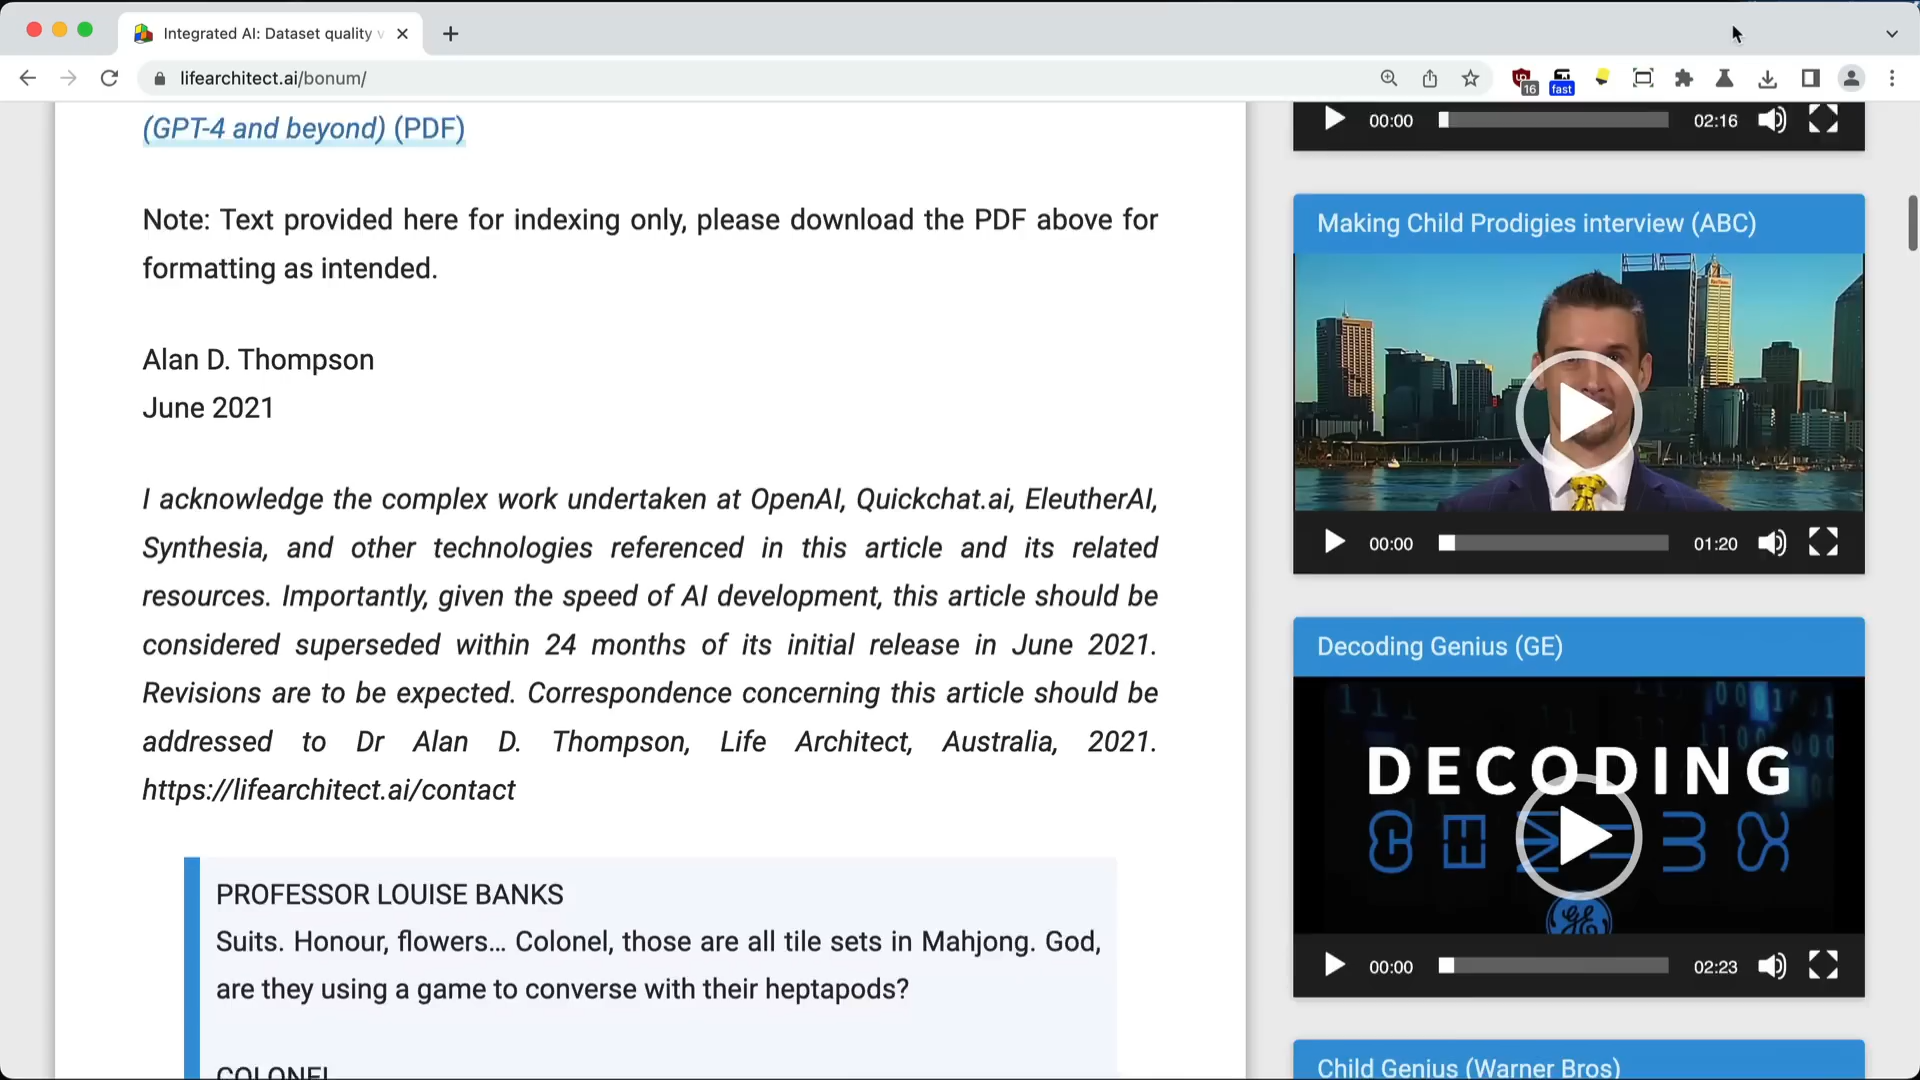 Integrated AI: Dataset quality v
lifearchitect.ai/bonum/
16
fast
(GPT-4 and beyond) (PDF)
Note: Text provided here for indexing only, please download the PDF above for
formatting as intended.
Alan D. Thompson
June 2021
I acknowledge the complex work undertaken at OpenAI, Quickchat.ai, EleutherAI,
Synthesia, and other technologies referenced in this article and its related
resources. Importantly, given the speed of AI development, this article should be
considered superseded within 24 months of its initial release in June 2021.
Revisions are to be expected. Correspondence concerning this article should be
addressed to Dr Alan D. Thompson, Life Architect, Australia, 2021.
https://lifearchitect.ai/contact
PROFESSOR LOUISE BANKS
Suits. Honour, flowers… Colonel, those are all tile sets in Mahjong. God,
are they using a game to converse with their heptapods?
COLONEL
00:00 02:16
Making Child Prodigies interview (ABC)
00:00 01:20
Decoding Genius (GE)
DECODING
GENIUS
GE
00:00 02:23
Child Genius (Warner Bros)